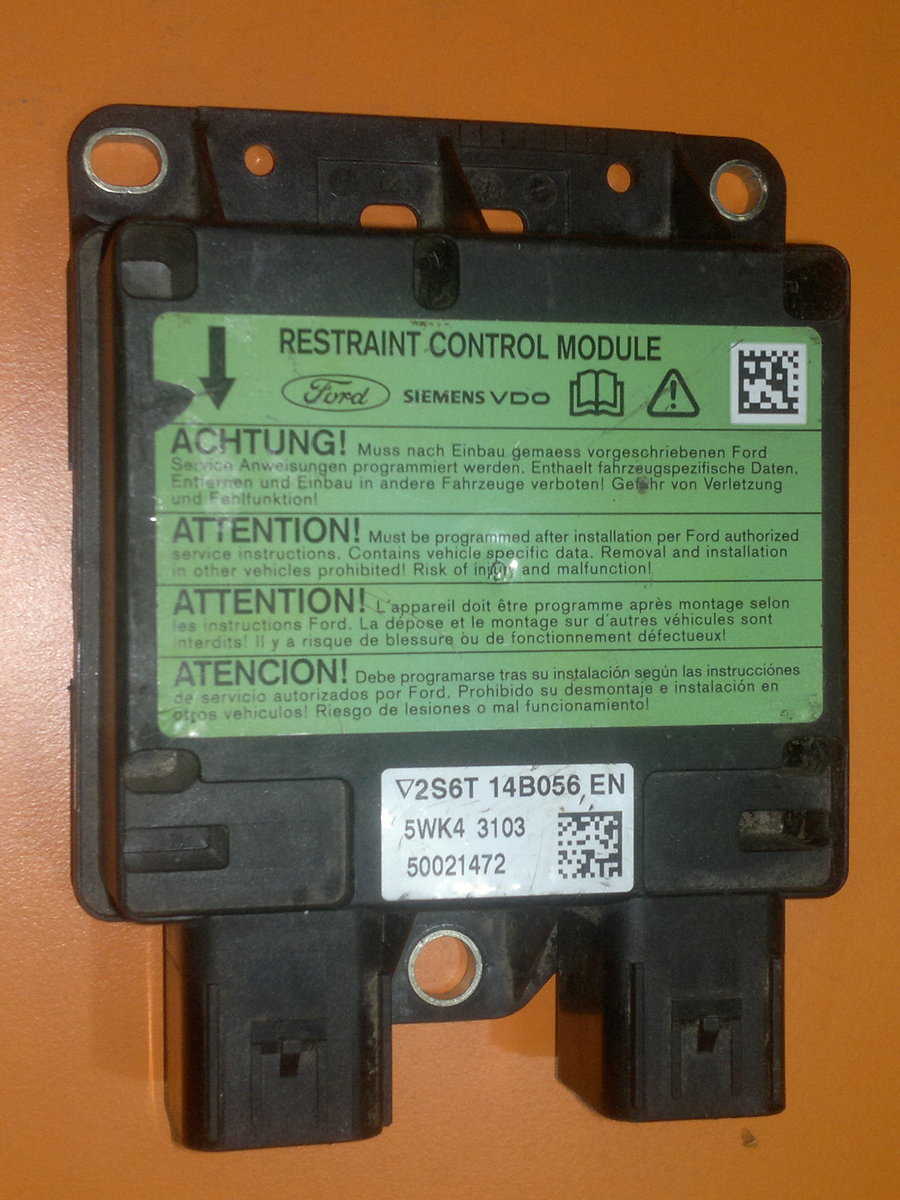 RESTRAINT CONTROL MODULE
Ford SIEMENS VDO
ACHTUNG! Muss nach Einbau gemaess vorgeschriebenen Ford
Service Anweisungen programmiert werden. Enthaelt fahrzeugspezifische Daten.
Entfernen und Einbau in andere Fahrzeuge verboten! Gefahr von Verletzung
und Fehlfunktion!
ATTENTION! Must be programmed after installation per Ford authorized
service instructions. Contains vehicle specific data. Removal and installation
in other vehicles prohibited! Risk of injury and malfunction!
ATTENTION! L'appareil doit être programme après montage selon
les instructions Ford. La dépose et le montage sur d'autres véhicules sont
interdits! Il y a risque de blessure ou de fonctionnement défectueux!
ATENCION! Debe programarse tras su instalación según las instrucciónes
de servicio autorizados por Ford. Prohibido su desmontaje e instalación en
otros vehiculos! Riesgo de lesiones o mal funcionamiento!
▽2S6T 14B056 EN
5WK4 3103
50021472